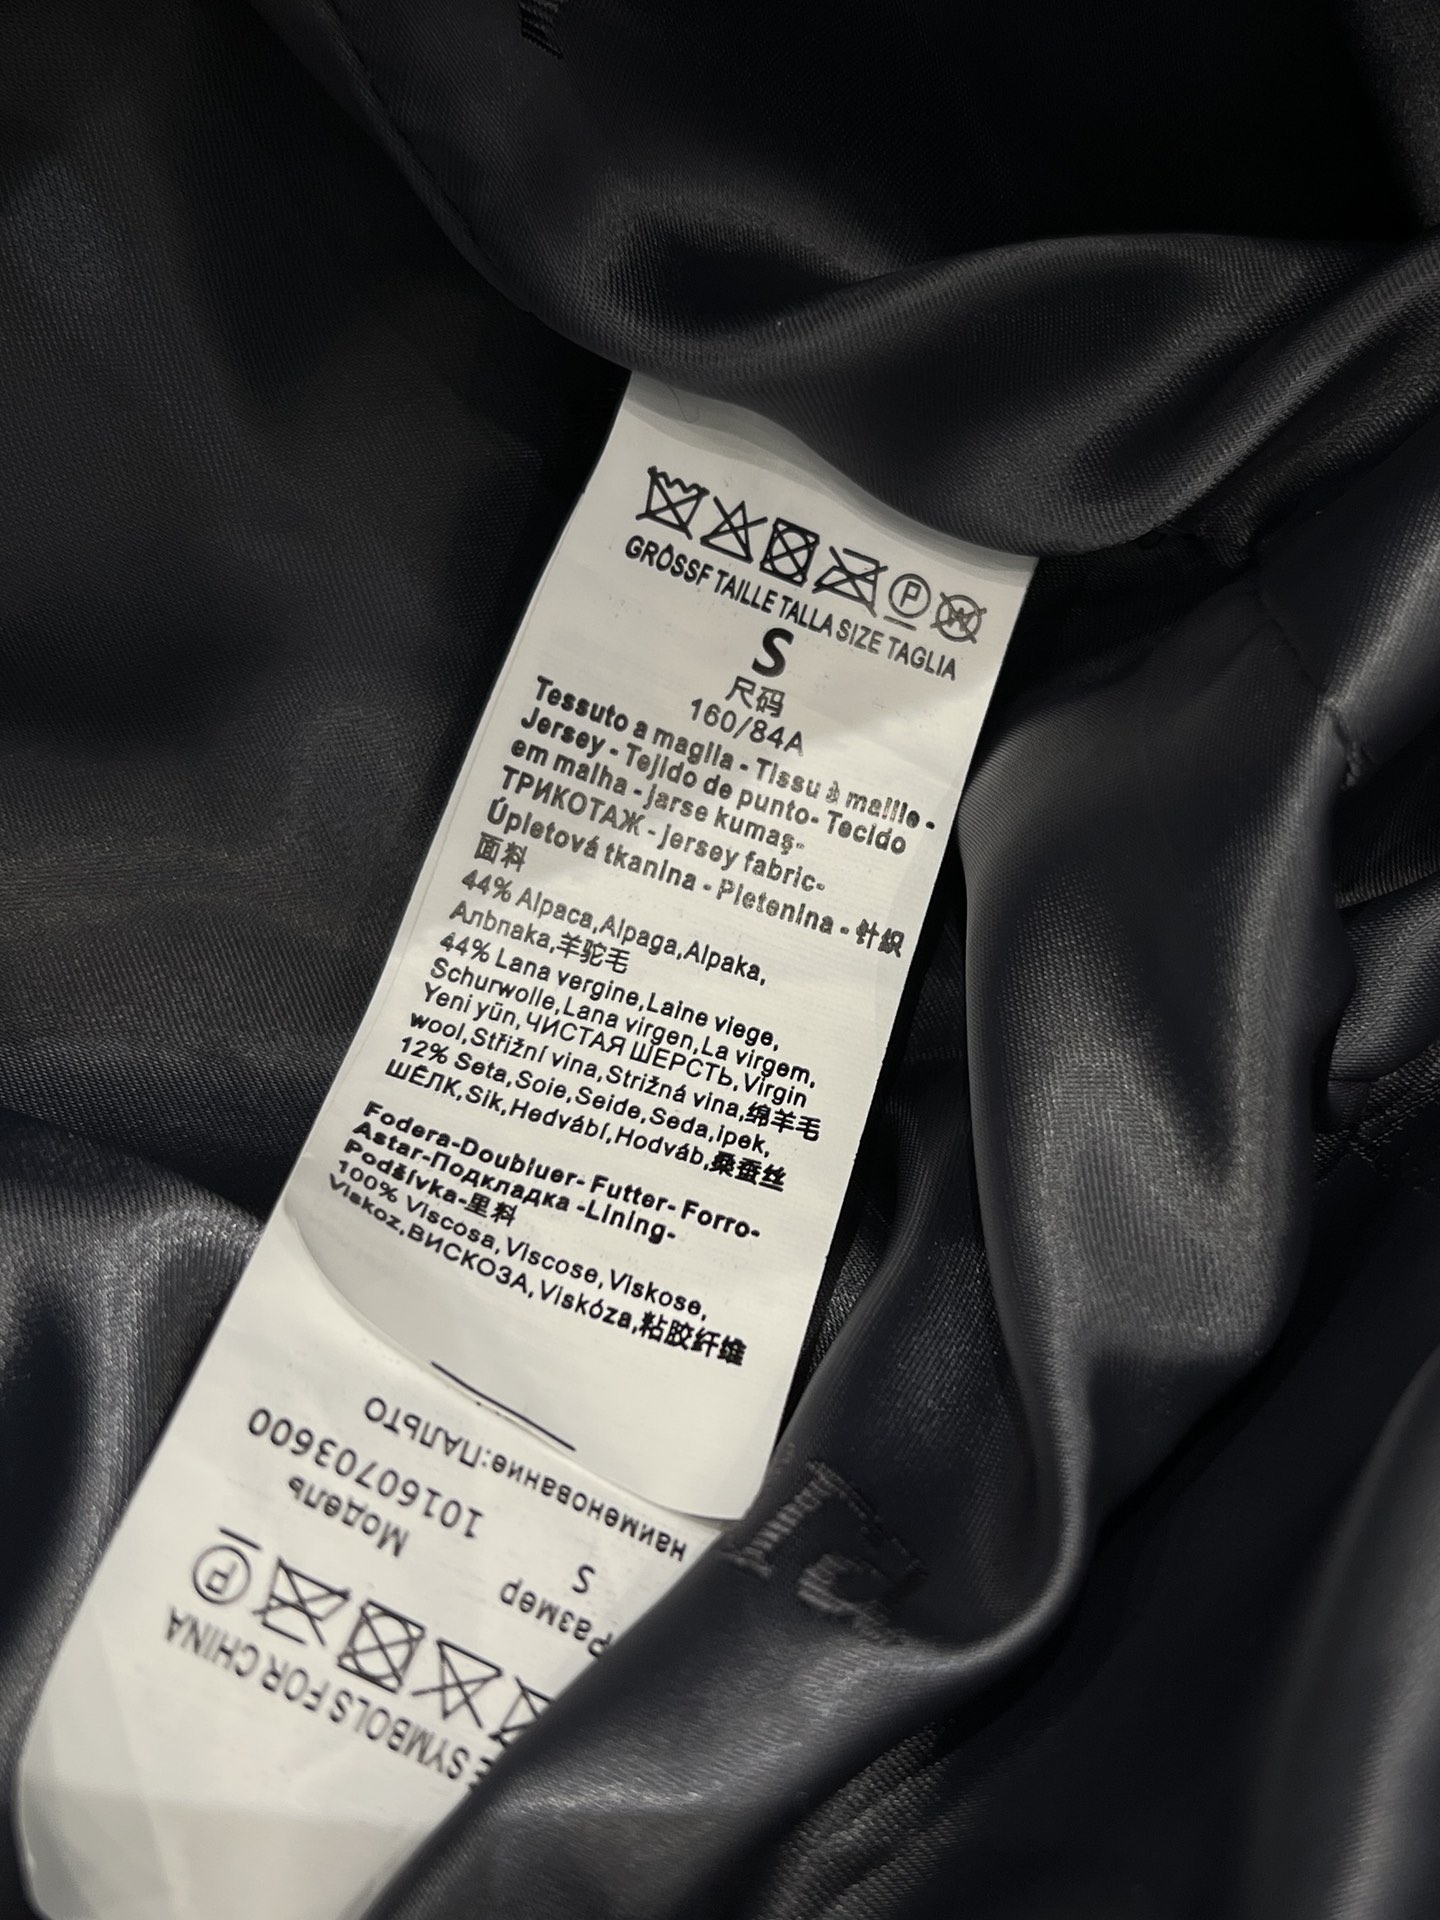 P W
GRÖSSF TAILLE TALLA SIZE TAGLIA
S
尺码
160/84A
Tessuto a maglia - Tissu à maille -
Jersey - Tejido de punto- Tecido
em malha - jarse kumaş-
ТРИКОТАЖ - jersey fabric-
Úpletová tkanina - Pletenina - 针织
面料
44% Alpaca,Alpaga,Alpaka,
Альпака,羊驼毛
44% Lana vergine,Laine viege,
Schurwolle,Lana virgen,La virgem,
Yeni yün,ЧИСТАЯ ШЕРСТЬ,Virgin
wool,Střižní vina,Strižná vina,绵羊毛
12% Seta,Soie,Seide,Seda,ipek,
ШЁЛК,Sik,Hedvábí,Hodváb,桑蚕丝
Fodera-Doubluer- Futter- Forro-
Astar-Подкладка -Lining-
Podšívka-里料
100% Viscosa,Viscose,Viskose,
Viskoz,ВИСКОЗА,Viskóza,粘胶纤维
E SYMBOLS FOR CHINA
P
Размер
S
Модель
10160703600
наименование:ПАЛЬТО